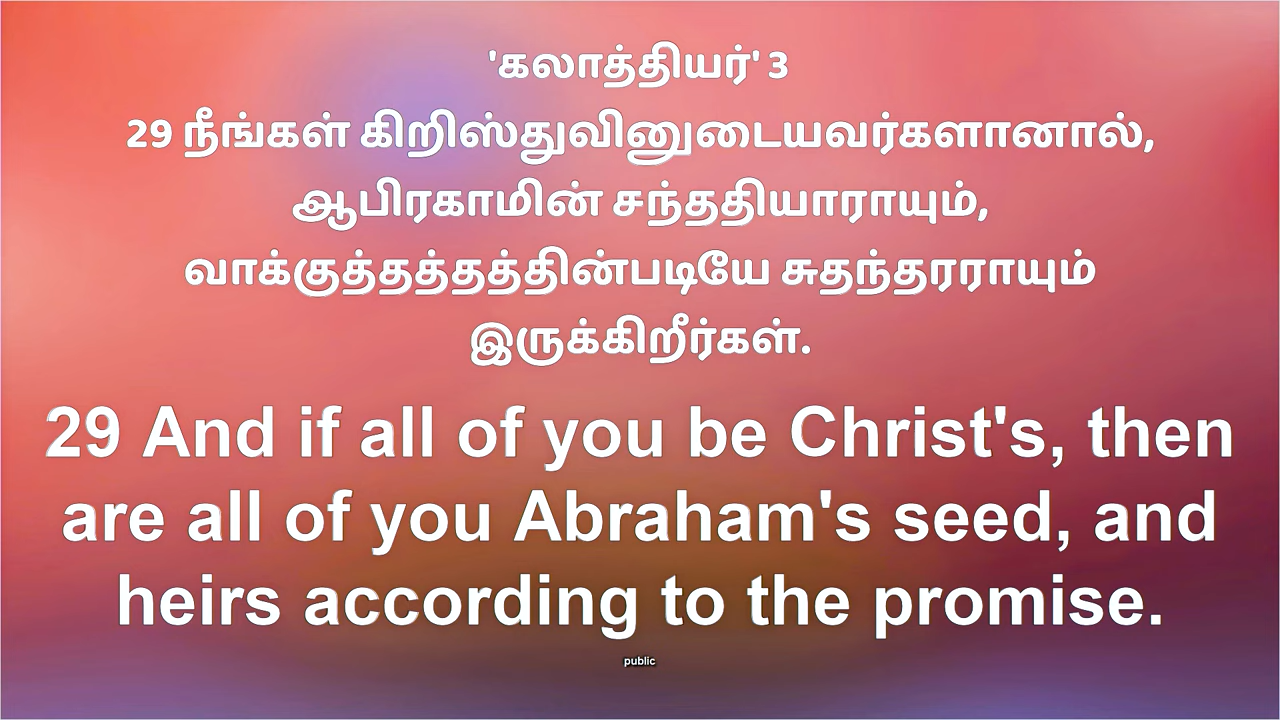 'கலாத்தியர்' 3
29 நீங்கள் கிறிஸ்துவினுடையவர்களானால்,
ஆபிரகாமின் சந்ததியாராயும்,
வாக்குத்தத்தத்தின்படியே சுதந்தரராயும்
இருக்கிறீர்கள்.
29 And if all of you be Christ's, then
are all of you Abraham's seed, and
heirs according to the promise.
public